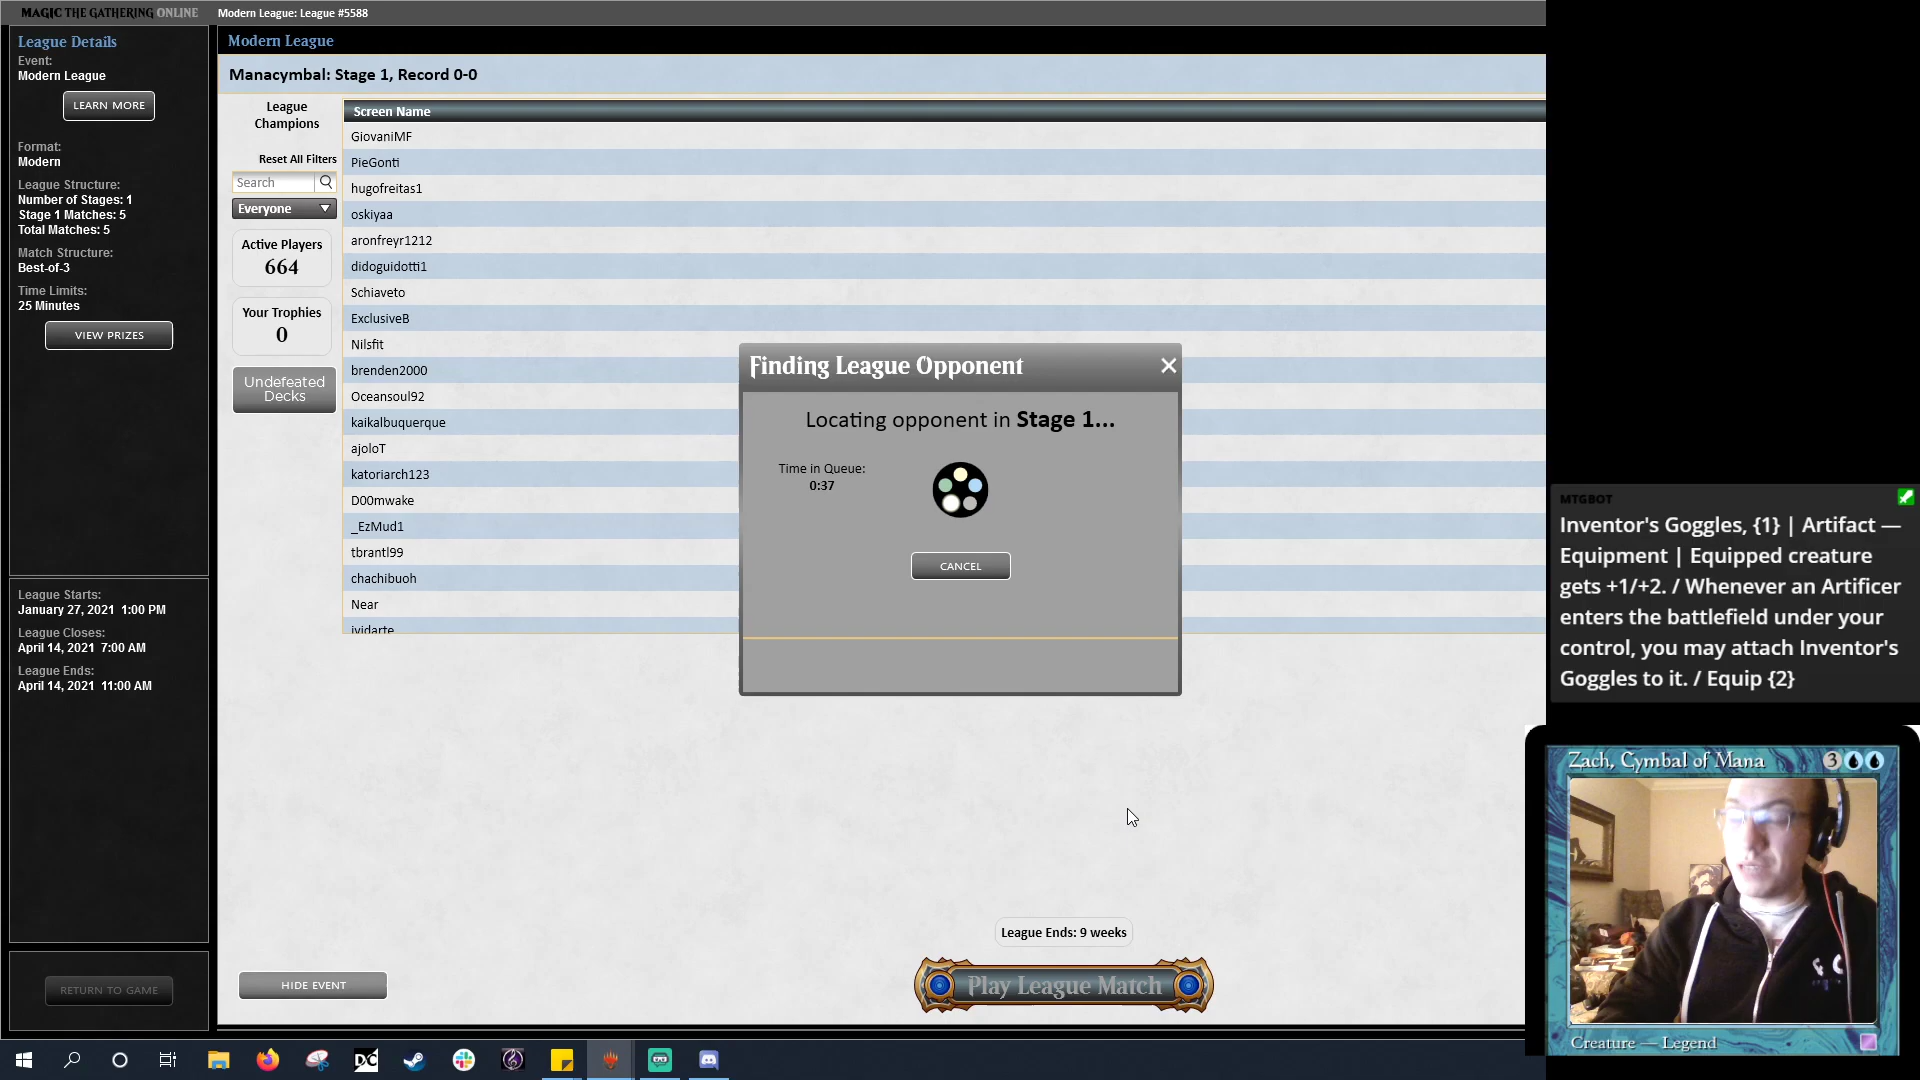 MAGIC THE GATHERING ONLINE
Modern League: League #5588
League Details
Event:
Modern League
LEARN MORE
Format:
Modern
League Structure:
Number of Stages: 1
Stage 1 Matches: 5
Total Matches: 5
Match Structure:
Best-of-3
Time Limits:
25 Minutes
VIEW PRIZES
League Starts:
January 27, 2021 1:00 PM
League Closes:
April 14, 2021 7:00 AM
League Ends:
April 14, 2021 11:00 AM
RETURN TO GAME
Modern League
Manacymbal: Stage 1, Record 0-0
League
Champions
Reset All Filters
Search
Everyone
Active Players
664
Your Trophies
0
Undefeated
Decks
Screen Name
GiovaniMF
PieGonti
hugofreitas1
oskiyaa
aronfreyr1212
didoguidotti1
Schiaveto
ExclusiveB
Nilsfit
brenden2000
Oceansoul92
kaikalbuquerque
ajoloT
katoriarch123
D00mwake
_EzMud1
tbrantl99
chachibuoh
Near
ividarte
Finding League Opponent
Locating opponent in Stage 1...
Time in Queue:
0:37
CANCEL
League Ends: 9 weeks
HIDE EVENT
Play League Match
MTGBOT
Inventor's Goggles, {1} | Artifact —
Equipment | Equipped creature
gets +1/+2. / Whenever an Artificer
enters the battlefield under your
control, you may attach Inventor's
Goggles to it. / Equip {2}
Zach, Cymbal of Mana 3
Creature — Legend
DC